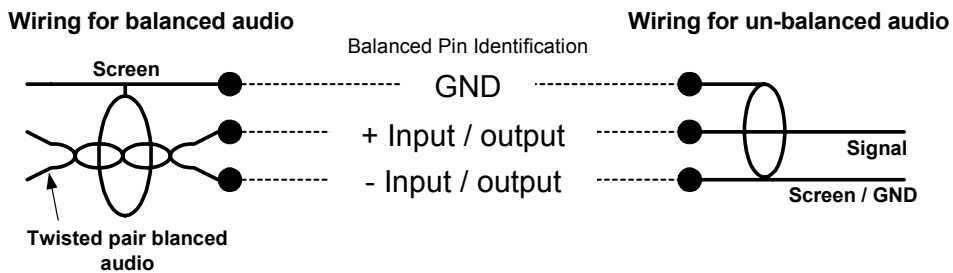 Wiring for balanced audio
Wiring for un-balanced audio
Balanced Pin Identification
Screen
GND
+ Input / output
Signal
- Input / output
Screen / GND
Twisted pair blanced
audio